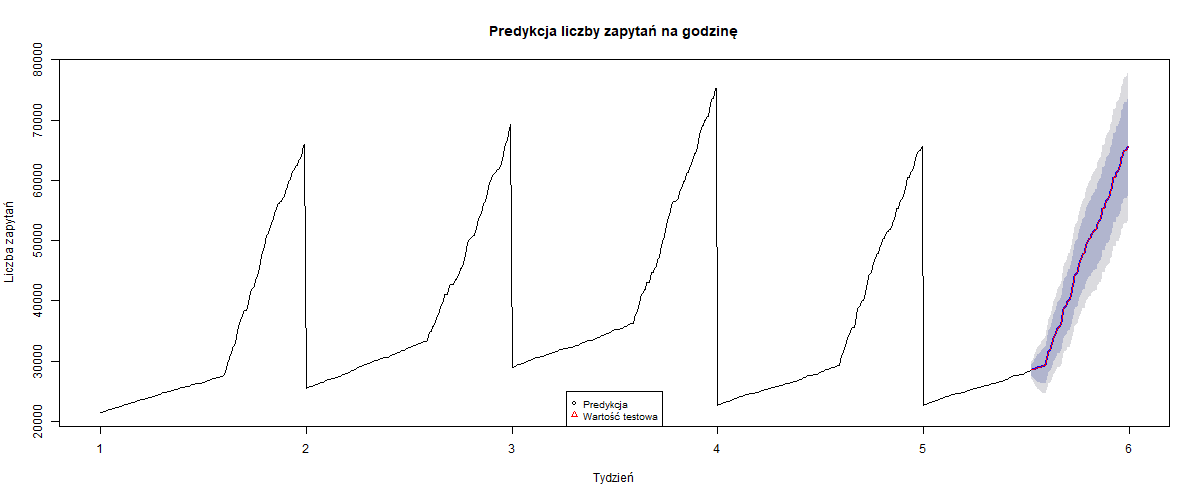 Predykcja liczby zapytań na godzinę
80000
70000
60000
50000
40000
30000
20000
Liczba zapytań
Predykcja
Wartość testowa
1 2 3 4 5 6
Tydzień